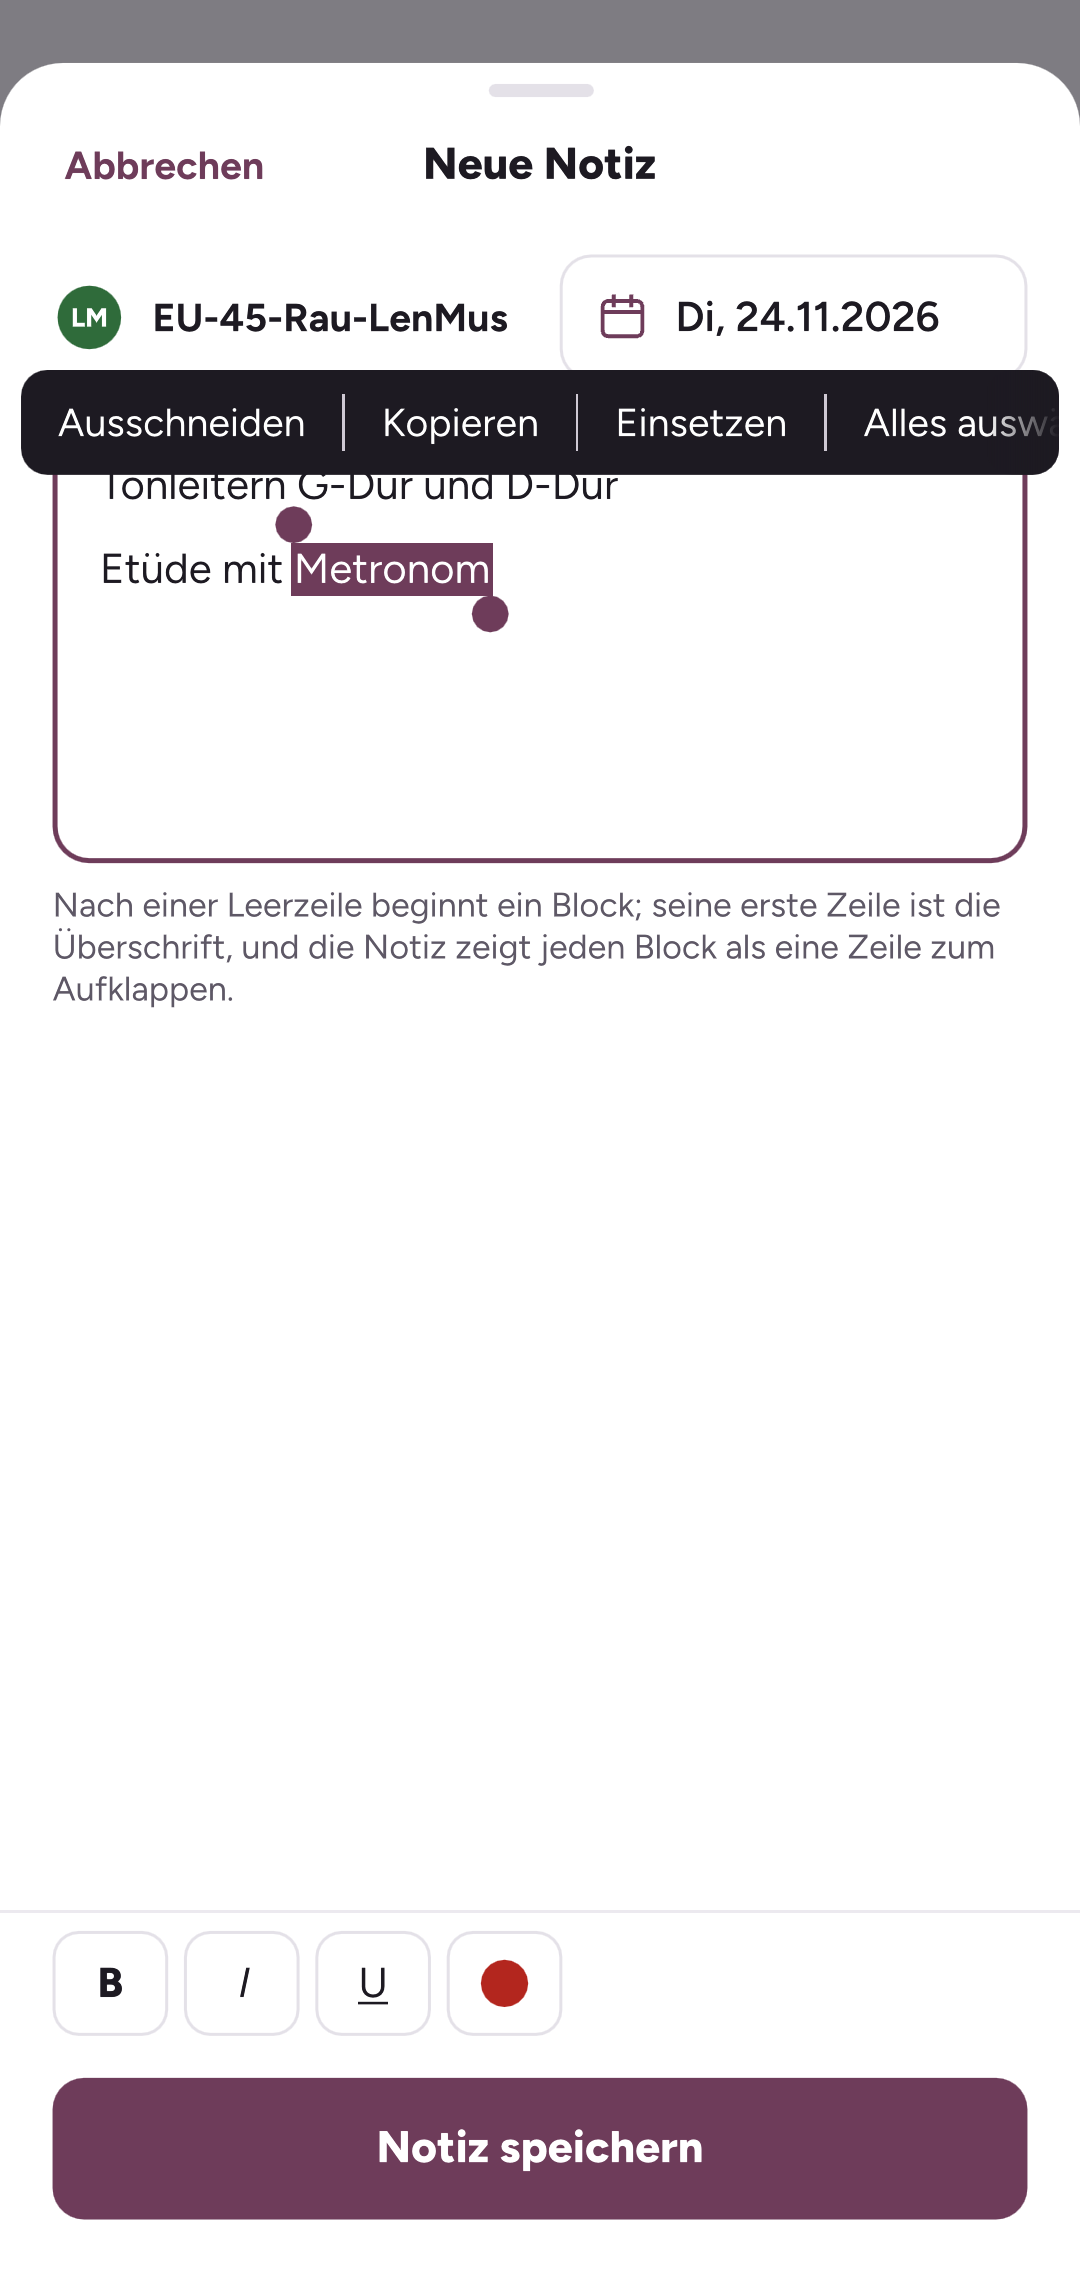 Abbrechen
Neue Notiz
LM
EU-45-Rau-LenMus
Di, 24.11.2026
Ausschneiden
Kopieren
Einsetzen
Alles
Tonleitern G-Dur und D-Dur
Etüde mit Metronom
Nach einer Leerzeile beginnt ein Block; seine erste Zeile ist die
Überschrift, und die Notiz zeigt jeden Block als eine Zeile zum
Aufklappen.
B
I
U
Notiz speichern